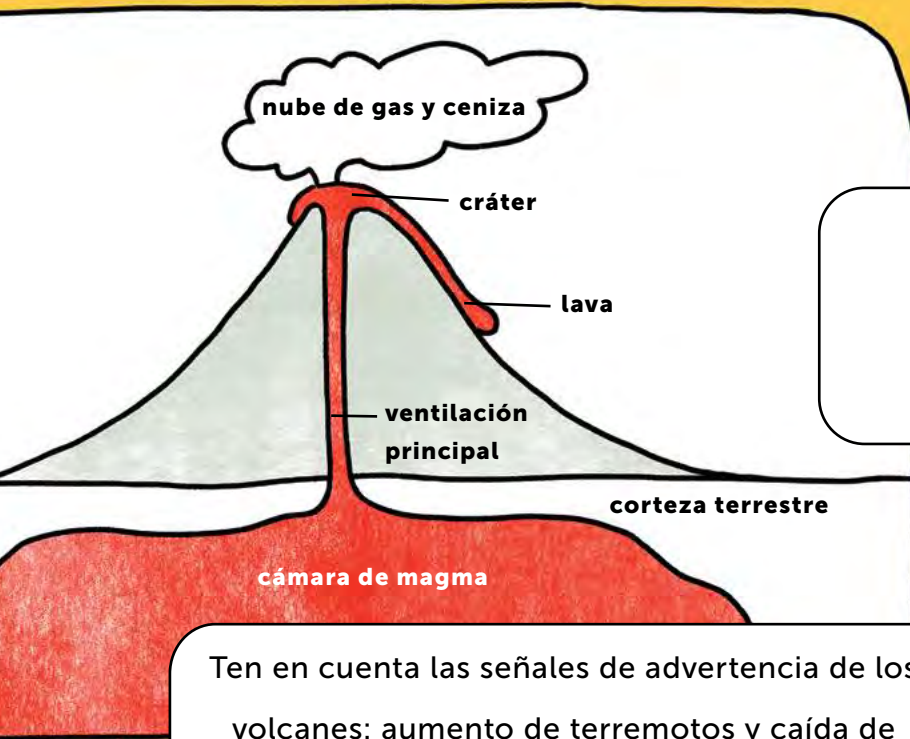 nube de gas y ceniza
cráter
lava
ventilación
principal
corteza terrestre
cámara de magma
Ten en cuenta las señales de advertencia de los
volcanes: aumento de terremotos y caída de